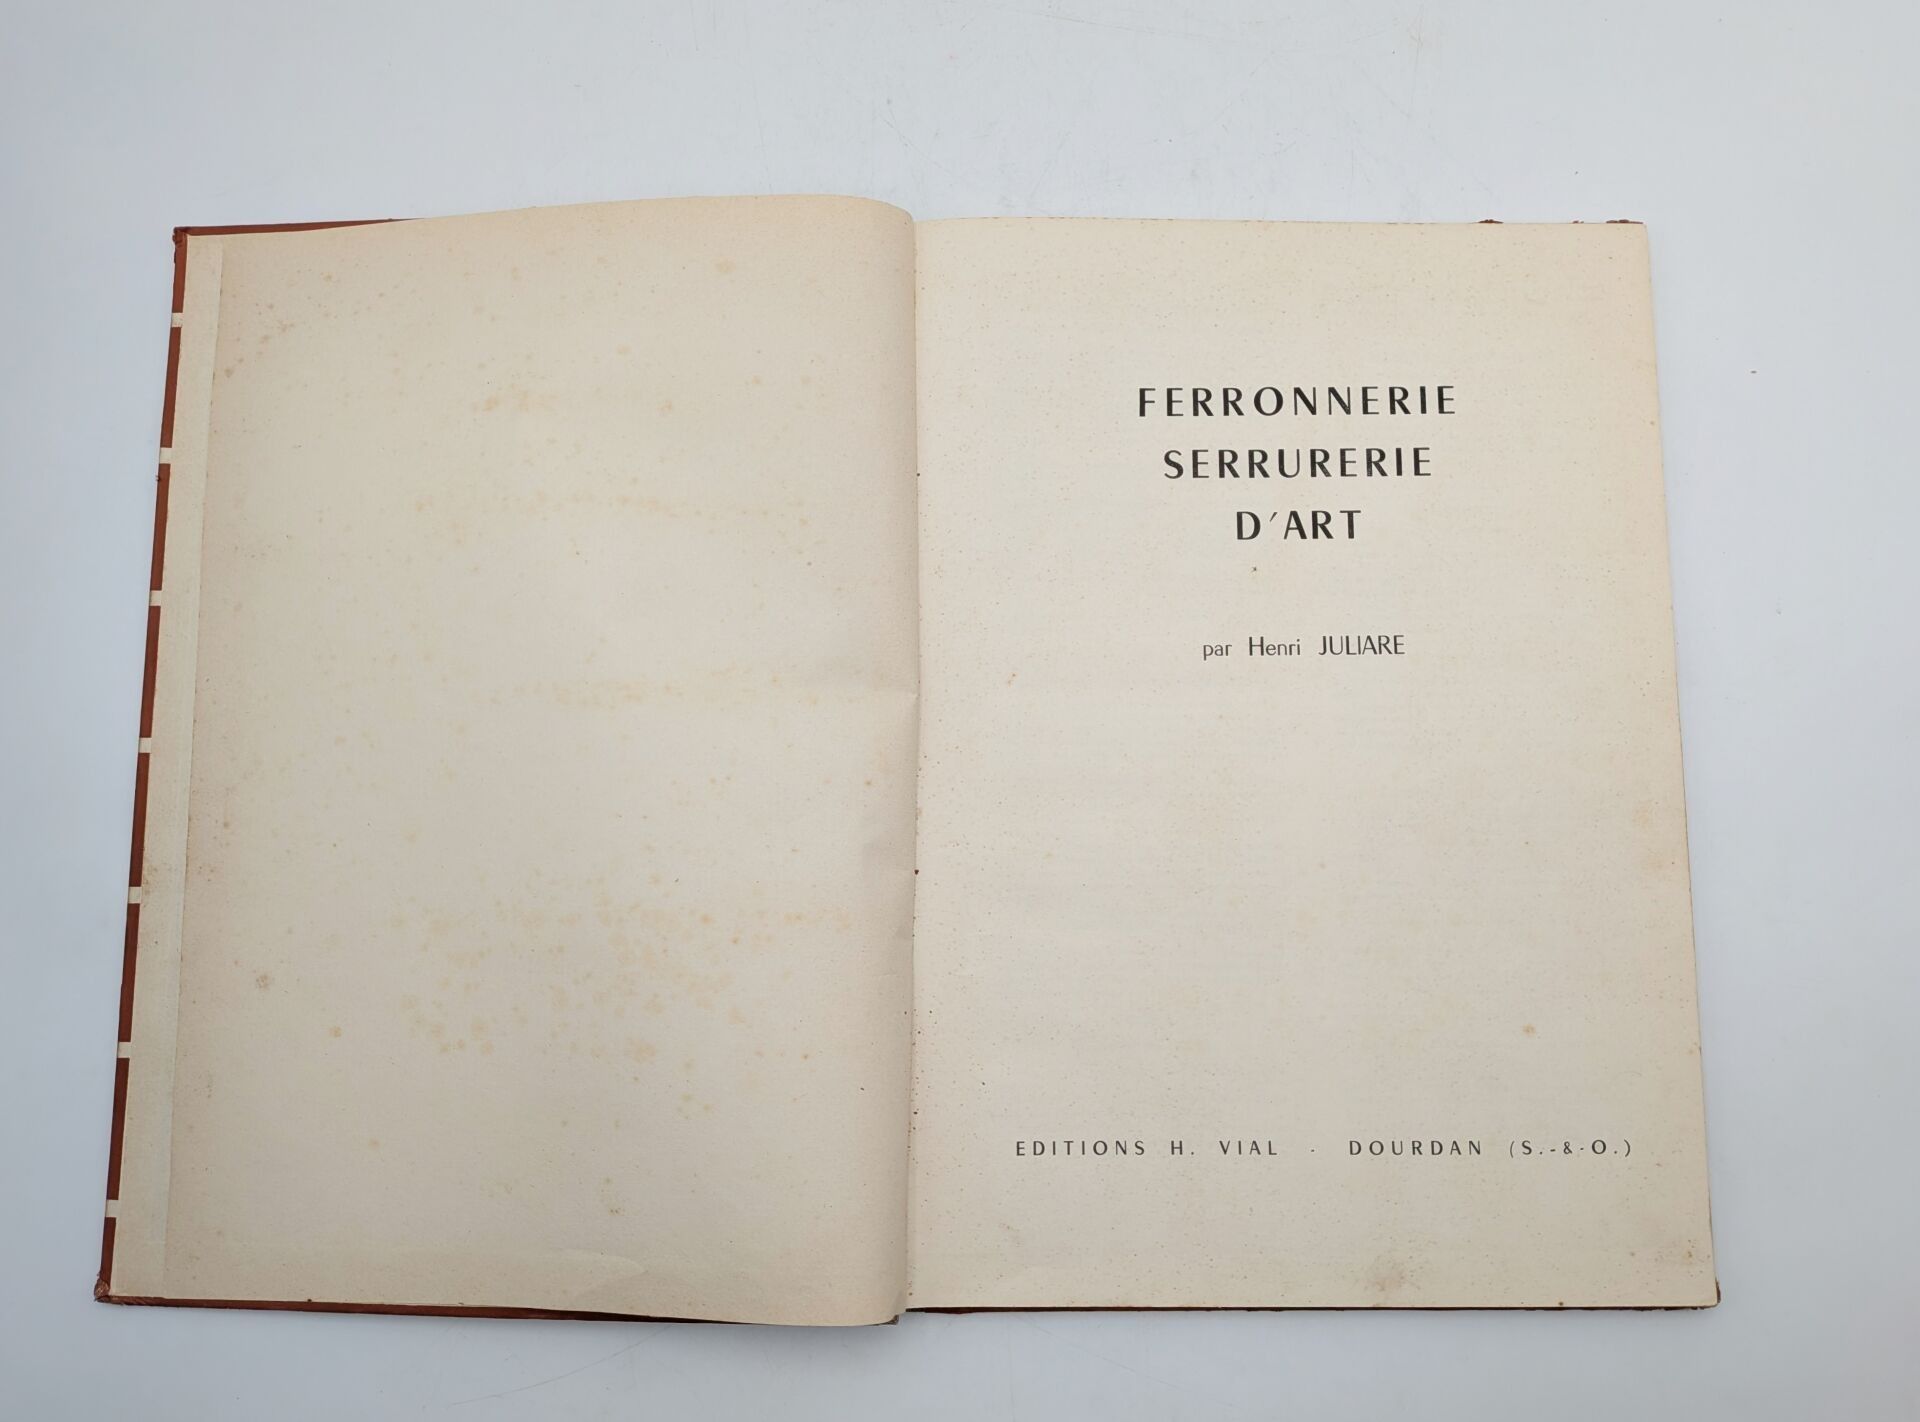 FERRONNERIE
SERRURERIE
D'ART
par Henri JULIARE
EDITIONS H. VIAL - DOURDAN (S.-&-O.)